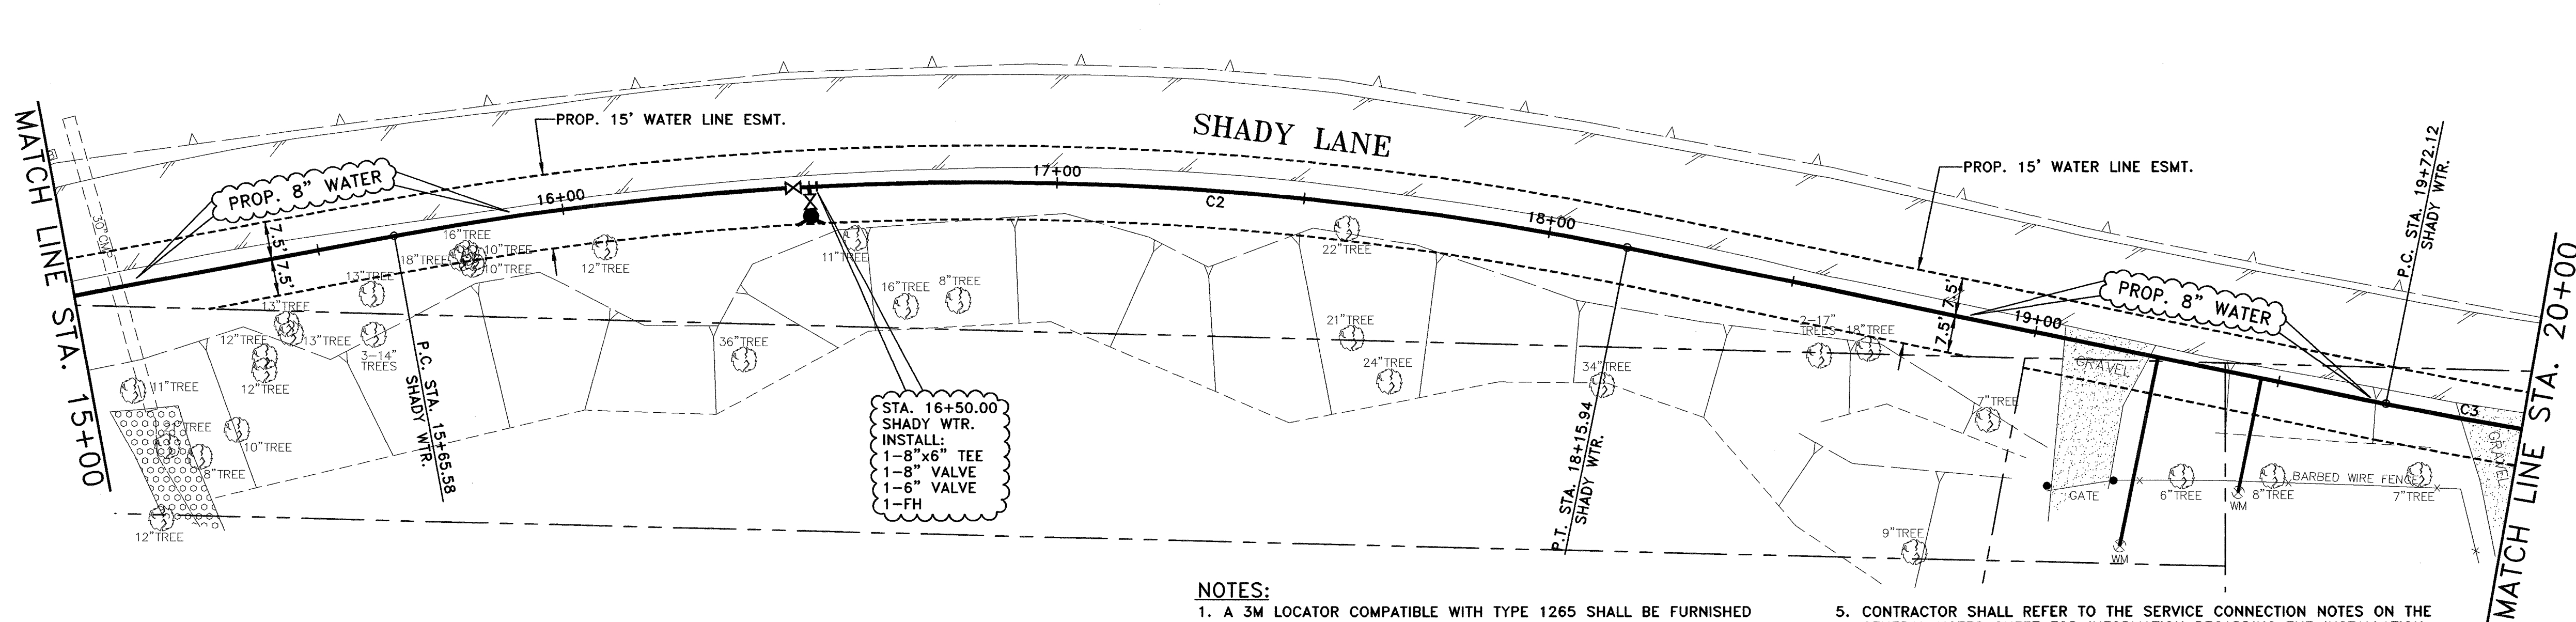 MATCH LINE STA. 15+00
30" CMP
PROP. 8" WATER
PROP. 15' WATER LINE ESMT.
7.5'
7.5'
16+00
17+00
SHADY LANE
C2
18+00
PROP. 15' WATER LINE ESMT.
7.5'
7.5'
19+00
PROP. 8" WATER
P.C. STA. 19+72.12
SHADY WTR.
C3
MATCH LINE STA. 20+00
16"TREE
10"TREE
18"TREE
10"TREE
13"TREE
12"TREE
13"TREE
12"TREE
13"TREE
3-14"
TREES
12"TREE
11"TREE
10"TREE
8"TREE
12"TREE
P.C. STA. 15+65.58
SHADY WTR.
11"TREE
16"TREE
8"TREE
36"TREE
22"TREE
21"TREE
24"TREE
34"TREE
2-17"
TREES
18"TREE
7"TREE
9"TREE
STA. 16+50.00
SHADY WTR.
INSTALL:
1-8"x6" TEE
1-8" VALVE
1-6" VALVE
1-FH
P.T. STA. 18+15.94
SHADY WTR.
GRAVEL
GATE
WM
6"TREE
WM
8"TREE
BARBED WIRE FENCE
7"TREE
GRAVEL
NOTES:
1. A 3M LOCATOR COMPATIBLE WITH TYPE 1265 SHALL BE FURNISHED
5. CONTRACTOR SHALL REFER TO THE SERVICE CONNECTION NOTES ON THE